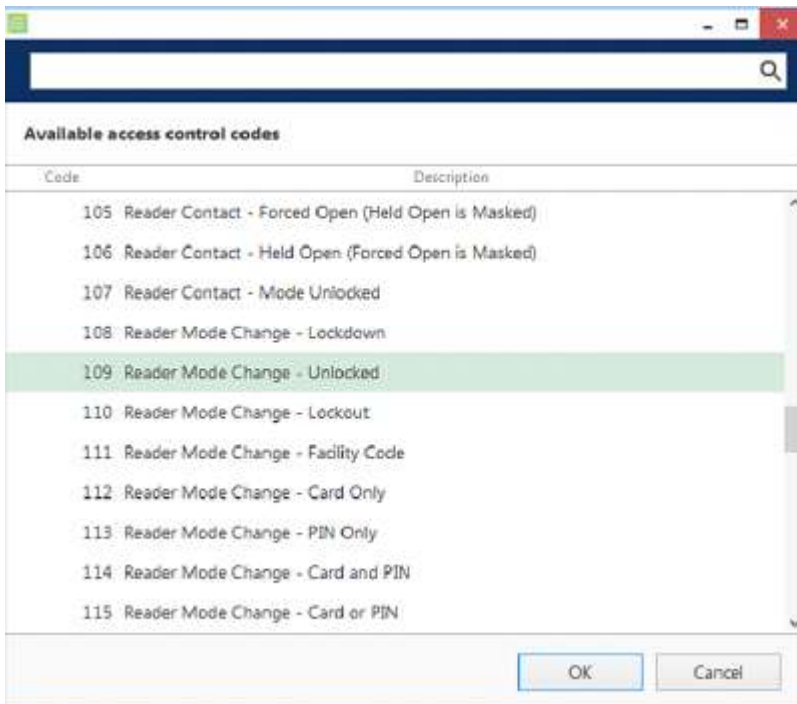 Available access control codes
Code Description
105 Reader Contact - Forced Open (Held Open is Masked)
106 Reader Contact - Held Open (Forced Open is Masked)
107 Reader Contact - Mode Unlocked
108 Reader Mode Change - Lockdown
109 Reader Mode Change - Unlocked
110 Reader Mode Change - Lockout
111 Reader Mode Change - Facility Code
112 Reader Mode Change - Card Only
113 Reader Mode Change - PIN Only
114 Reader Mode Change - Card and PIN
115 Reader Mode Change - Card or PIN
OK Cancel